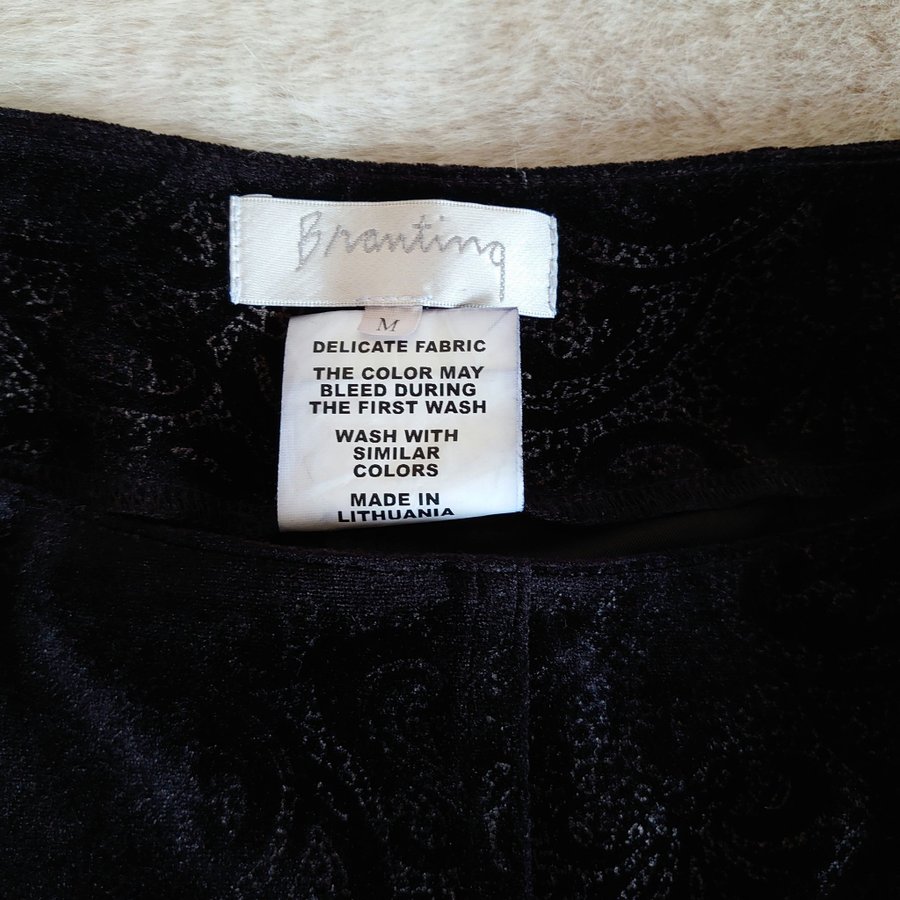 Branting
M
DELICATE FABRIC
THE COLOR MAY
BLEED DURING
THE FIRST WASH
WASH WITH
SIMILAR
COLORS
MADE IN
LITHUANIA